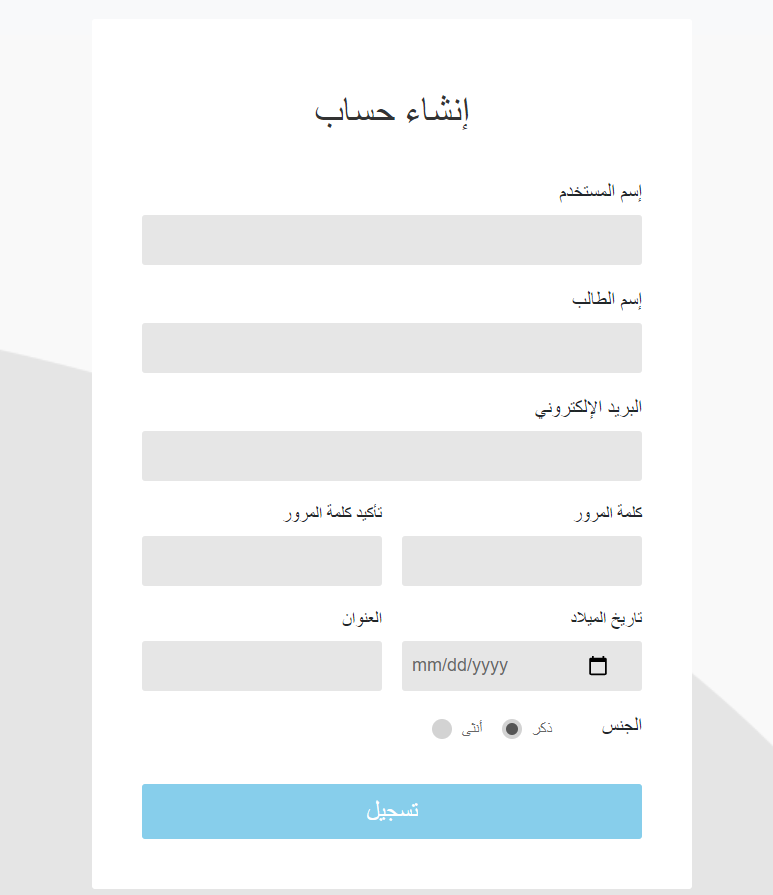 إنشاء حساب
إسم المستخدم
إسم الطالب
البريد الإلكتروني
كلمة المرور
تأكيد كلمة المرور
تاريخ الميلاد
العنوان
mm/dd/yyyy
الجنس ذكر أنثى
تسجيل